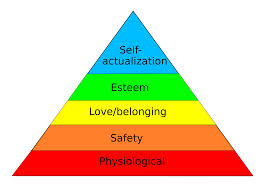 Self-
actualization
Esteem
Love/belonging
Safety
Physiological